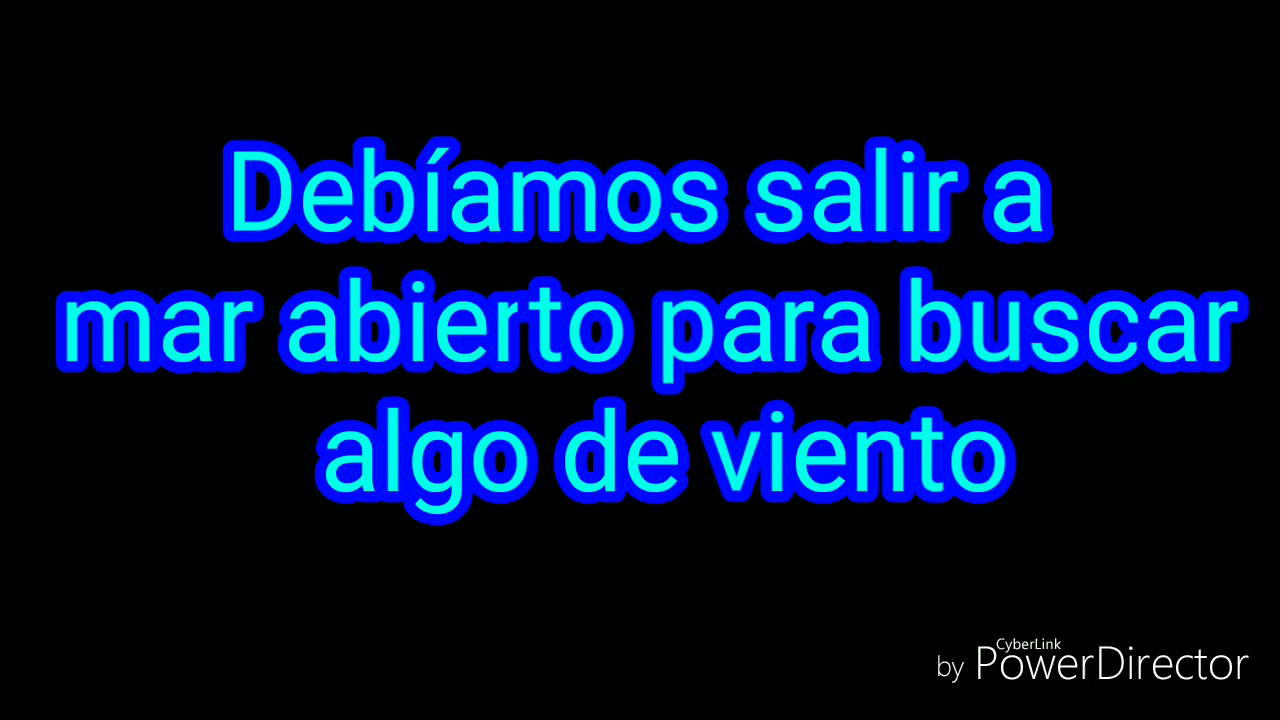 Debíamos salir a
mar abierto para buscar
algo de viento
CyberLink
by PowerDirector